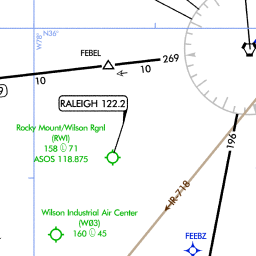 W78°
N36°
FEBEL
269
10
10
9
RALEIGH 122.2
Rocky Mount/Wilson Rgnl
(RWI)
158 71
ASOS 118.875
IR-718
196
Wilson Industrial Air Center
(W03)
160 45
FEEBZ